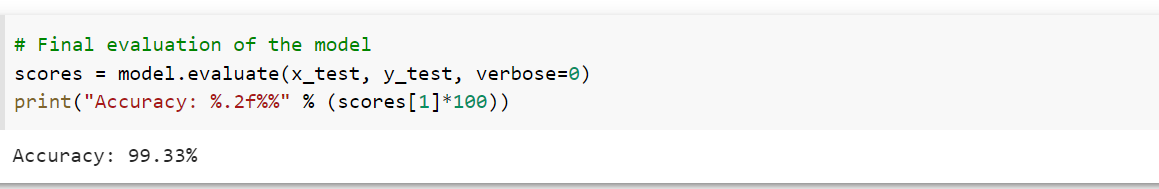 # Final evaluation of the model
scores = model.evaluate(x_test, y_test, verbose=0)
print("Accuracy: %.2f%%" % (scores[1]*100))
Accuracy: 99.33%